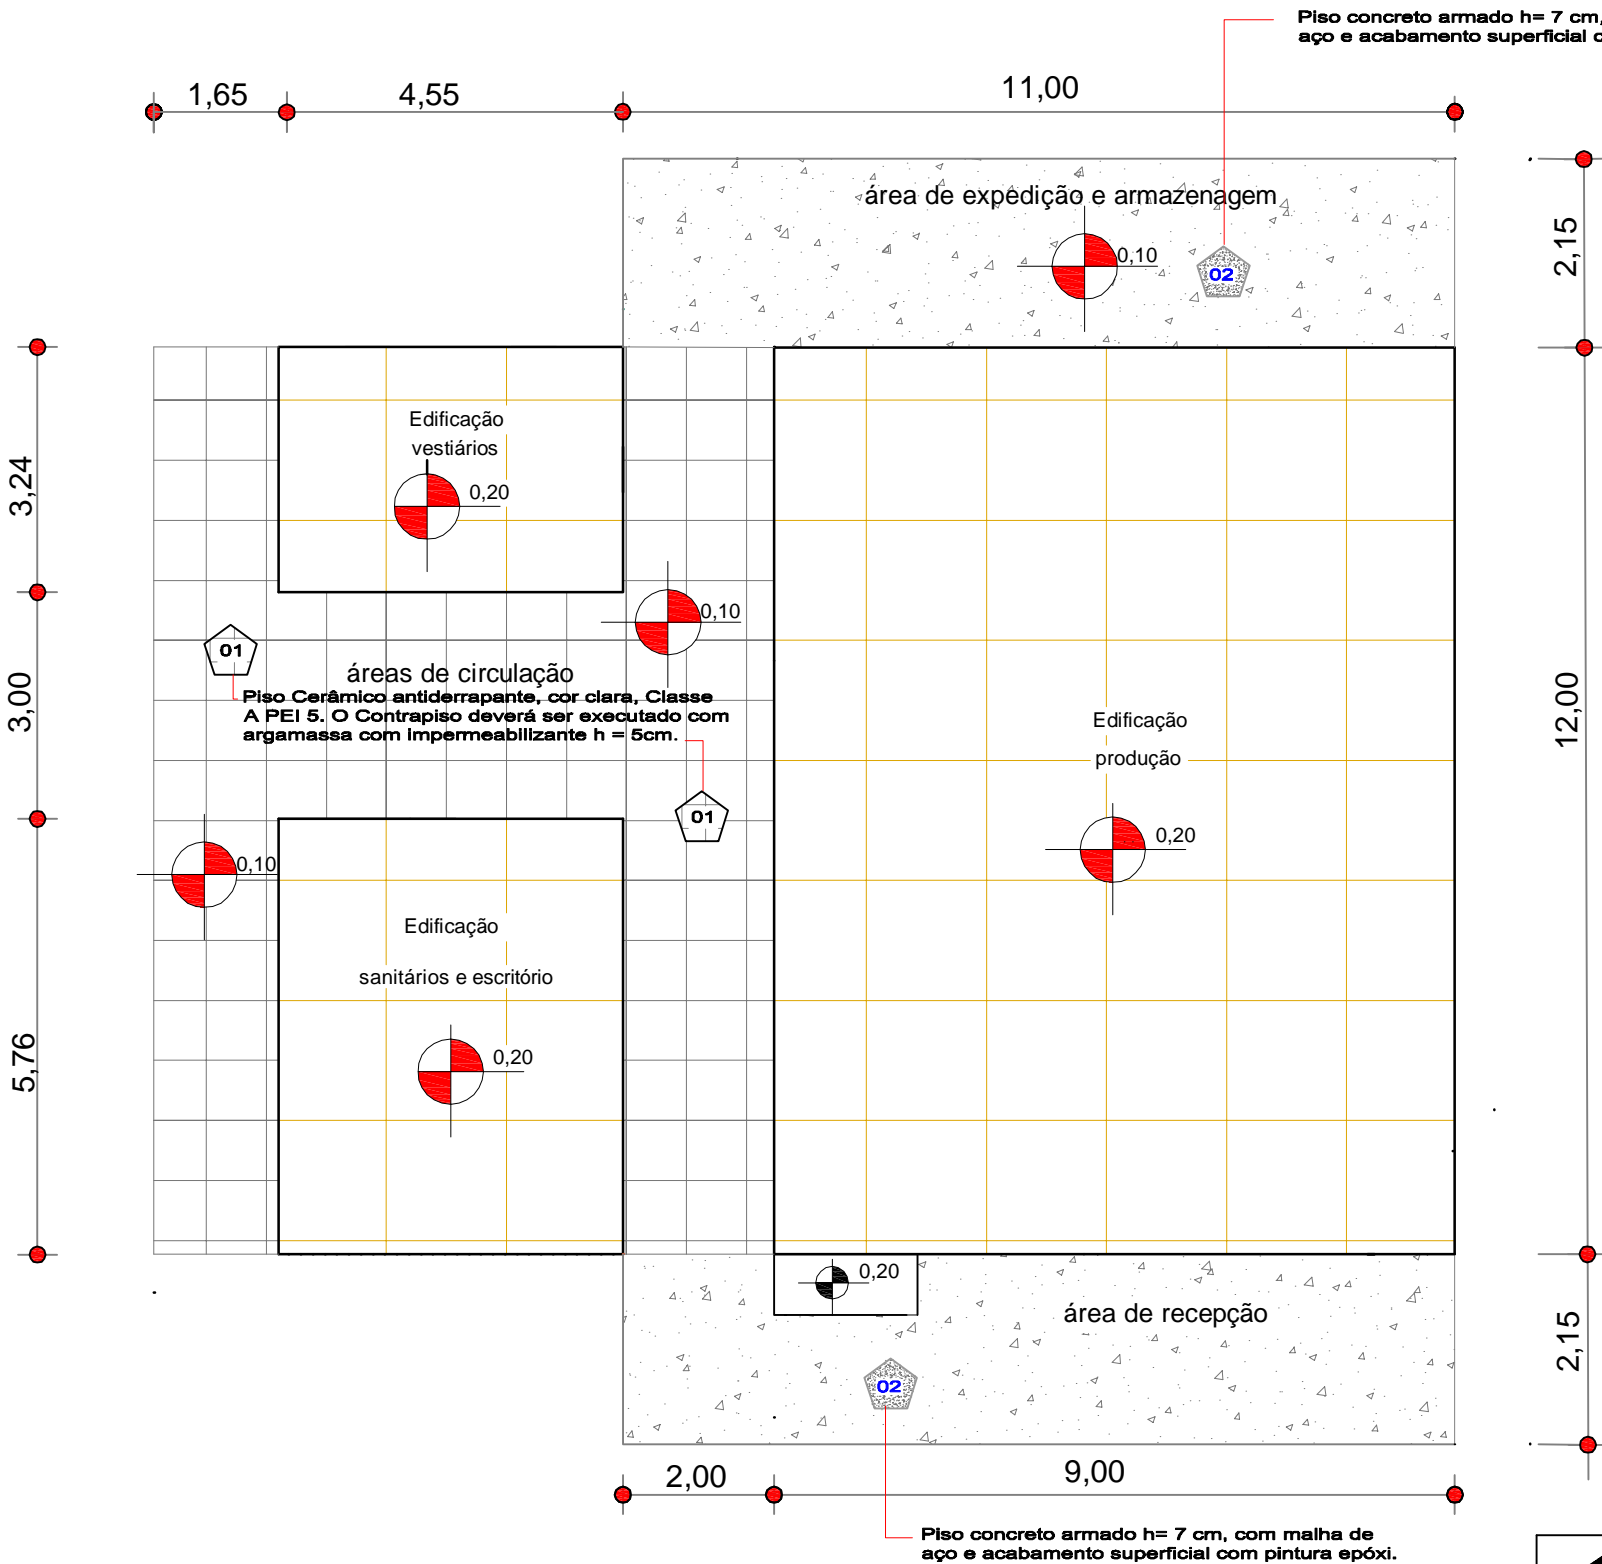 Piso concreto armado h= 7 cm,
aço e acabamento superficial
1,65
4,55
11,00
área de expedição e armazenagem
0,10
02
2,15
Edificação
vestiários
0,20
3,24
0,10
01
áreas de circulação
Piso Cerâmico antiderrapante, cor clara, Classe
A PEI 5. O Contrapiso deverá ser executado com
argamassa com impermeabilizante h = 5cm.
3,00
12,00
Edificação
produção
0,20
01
0,10
Edificação
sanitários e escritório
0,20
5,76
0,20
área de recepção
02
2,15
2,00
9,00
Piso concreto armado h= 7 cm, com malha de
aço e acabamento superficial com pintura epóxi.